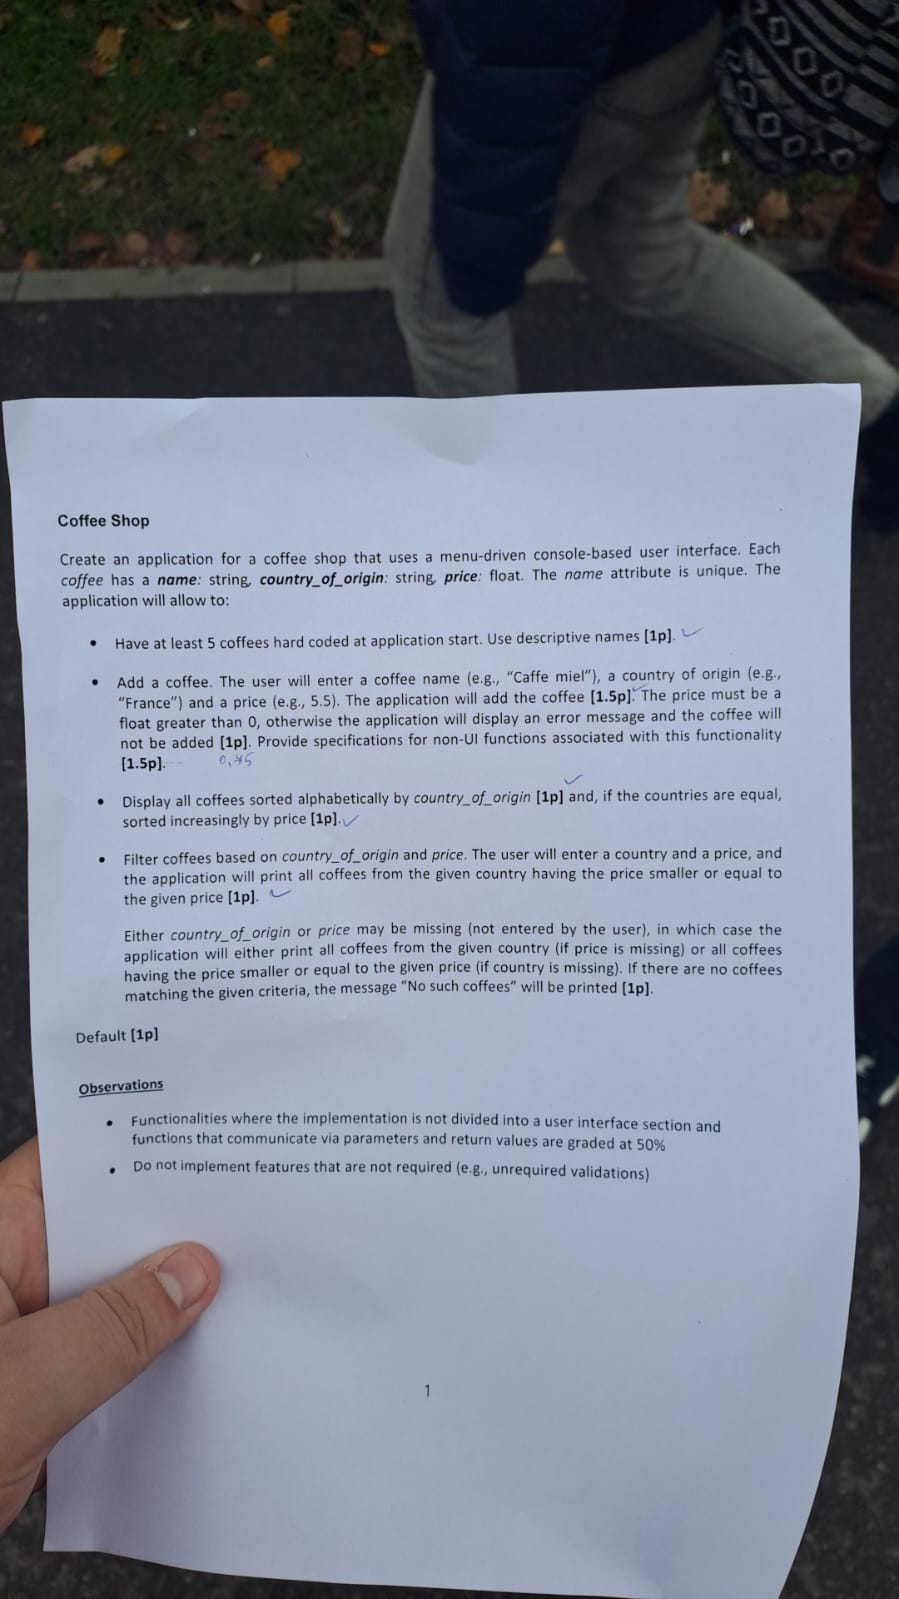 Coffee Shop
Create an application for a coffee shop that uses a menu-driven console-based user interface. Each
coffee has a name: string, country_of_origin: string, price: float. The name attribute is unique. The
application will allow to:
• Have at least 5 coffees hard coded at application start. Use descriptive names [1p].
• Add a coffee. The user will enter a coffee name (e.g., “Caffe miel”), a country of origin (e.g.,
“France”) and a price (e.g., 5.5). The application will add the coffee [1.5p]. The price must be a
float greater than 0, otherwise the application will display an error message and the coffee will
not be added [1p]. Provide specifications for non-UI functions associated with this functionality
[1.5p]. 0,45
• Display all coffees sorted alphabetically by country_of_origin [1p] and, if the countries are equal,
sorted increasingly by price [1p].
• Filter coffees based on country_of_origin and price. The user will enter a country and a price, and
the application will print all coffees from the given country having the price smaller or equal to
the given price [1p].
Either country_of_origin or price may be missing (not entered by the user), in which case the
application will either print all coffees from the given country (if price is missing) or all coffees
having the price smaller or equal to the given price (if country is missing). If there are no coffees
matching the given criteria, the message “No such coffees” will be printed [1p].
Default [1p]
Observations
• Functionalities where the implementation is not divided into a user interface section and
functions that communicate via parameters and return values are graded at 50%
• Do not implement features that are not required (e.g., unrequired validations)
1